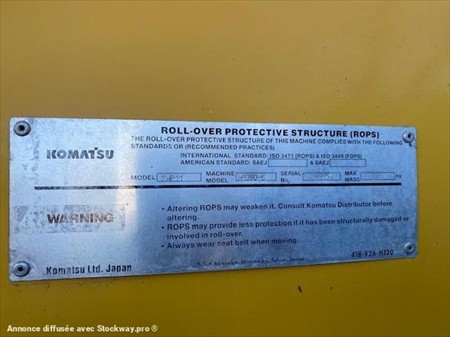 ROLL-OVER PROTECTIVE STRUCTURE (ROPS)
THE ROLL-OVER PROTECTIVE STRUCTURE OF THIS MACHINE COMPLIES WITH THE FOLLOWING
STANDARDS OR (RECOMMENDED PRACTICES)
KOMATSU
INTERNATIONAL STANDARD: ISO 3471 (ROPS) & ISO 3449 (FOPS)
AMERICAN STANDARD: SAEJ & SAEJ
MODEL MACHINE MODEL SERIAL No. MAX MASS kg
WARNING
• Altering ROPS may weaken it. Consult Komatsu Distributor before
altering.
• ROPS may provide less protection if it has been structurally damaged or
involved in roll-over.
• Always wear seat belt when moving.
Komatsu Ltd. Japan
Annonce diffusée avec Stockway.pro ®